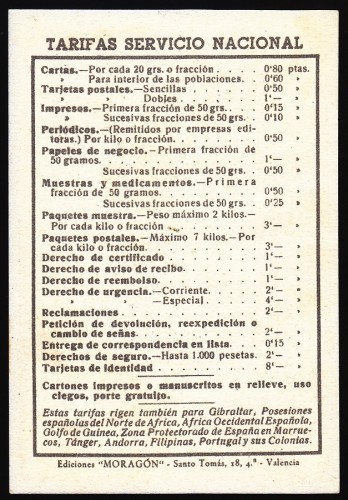 TARIFAS SERVICIO NACIONAL
Cartas.—Por cada 20 grs. o fracción . . . . 0'80 ptas.
» Para interior de las poblaciones. . 0'60 »
Tarjetas postales.—Sencillas . . . . . 0'50 »
» » Dobles . . . . . . 1'— »
Impresos.—Primera fracción de 50 grs. . . 0'15 »
Sucesivas fracciones de 50 grs. . 0'10 »
Periódicos.—(Remitidos por empresas edi-
toras.) Por kilo o fracción. . . . . . . 0'50 »
Papeles de negocio.—Primera fracción de
50 gramos. . . . . . . . . . . 1'— »
Sucesivas fracciones de 50 grs. . 0'50 »
Muestras y medicamentos.—Primera
fracción de 50 gramos. . . . . . . 0'50 »
Sucesivas fracciones de 50 grs. . 0'25 »
Paquetes muestra.—Peso máximo 2 kilos.—
Por cada kilo o fracción . . . . . . 3'— »
Paquetes postales.—Máximo 7 kilos.—Por
cada kilo o fracción. . . . . . . . 3'— »
Derecho de certificado . . . . . . . 1'— »
Derecho de aviso de recibo. . . . . . 1'— »
Derecho de reembolso. . . . . . . . 1'— »
Derecho de urgencia.—Corriente. . . . 2'— »
» » —Especial . . . . 4'— »
Reclamaciones . . . . . . . . . . 2'— »
Petición de devolución, reexpedición o
cambio de señas. . . . . . . . . 2'— »
Entrega de correspondencia en lista. . . 0'15 »
Derechos de seguro.—Hasta 1.000 pesetas. 2'— »
Tarjetas de identidad . . . . . . . 8'— »
Cartones impresos o manuscritos en relieve, uso
ciegos, porte gratuito.
Estas tarifas rigen también para Gibraltar, Posesiones
españolas del Norte de Africa, Africa Occidental Española,
Golfo de Guinea, Zona Protectorado de España en Marrue-
cos, Tánger, Andorra, Filipinas, Portugal y sus Colonias.
Ediciones "MORAGÓN" - Santo Tomás, 18, 4.ª - Valencia